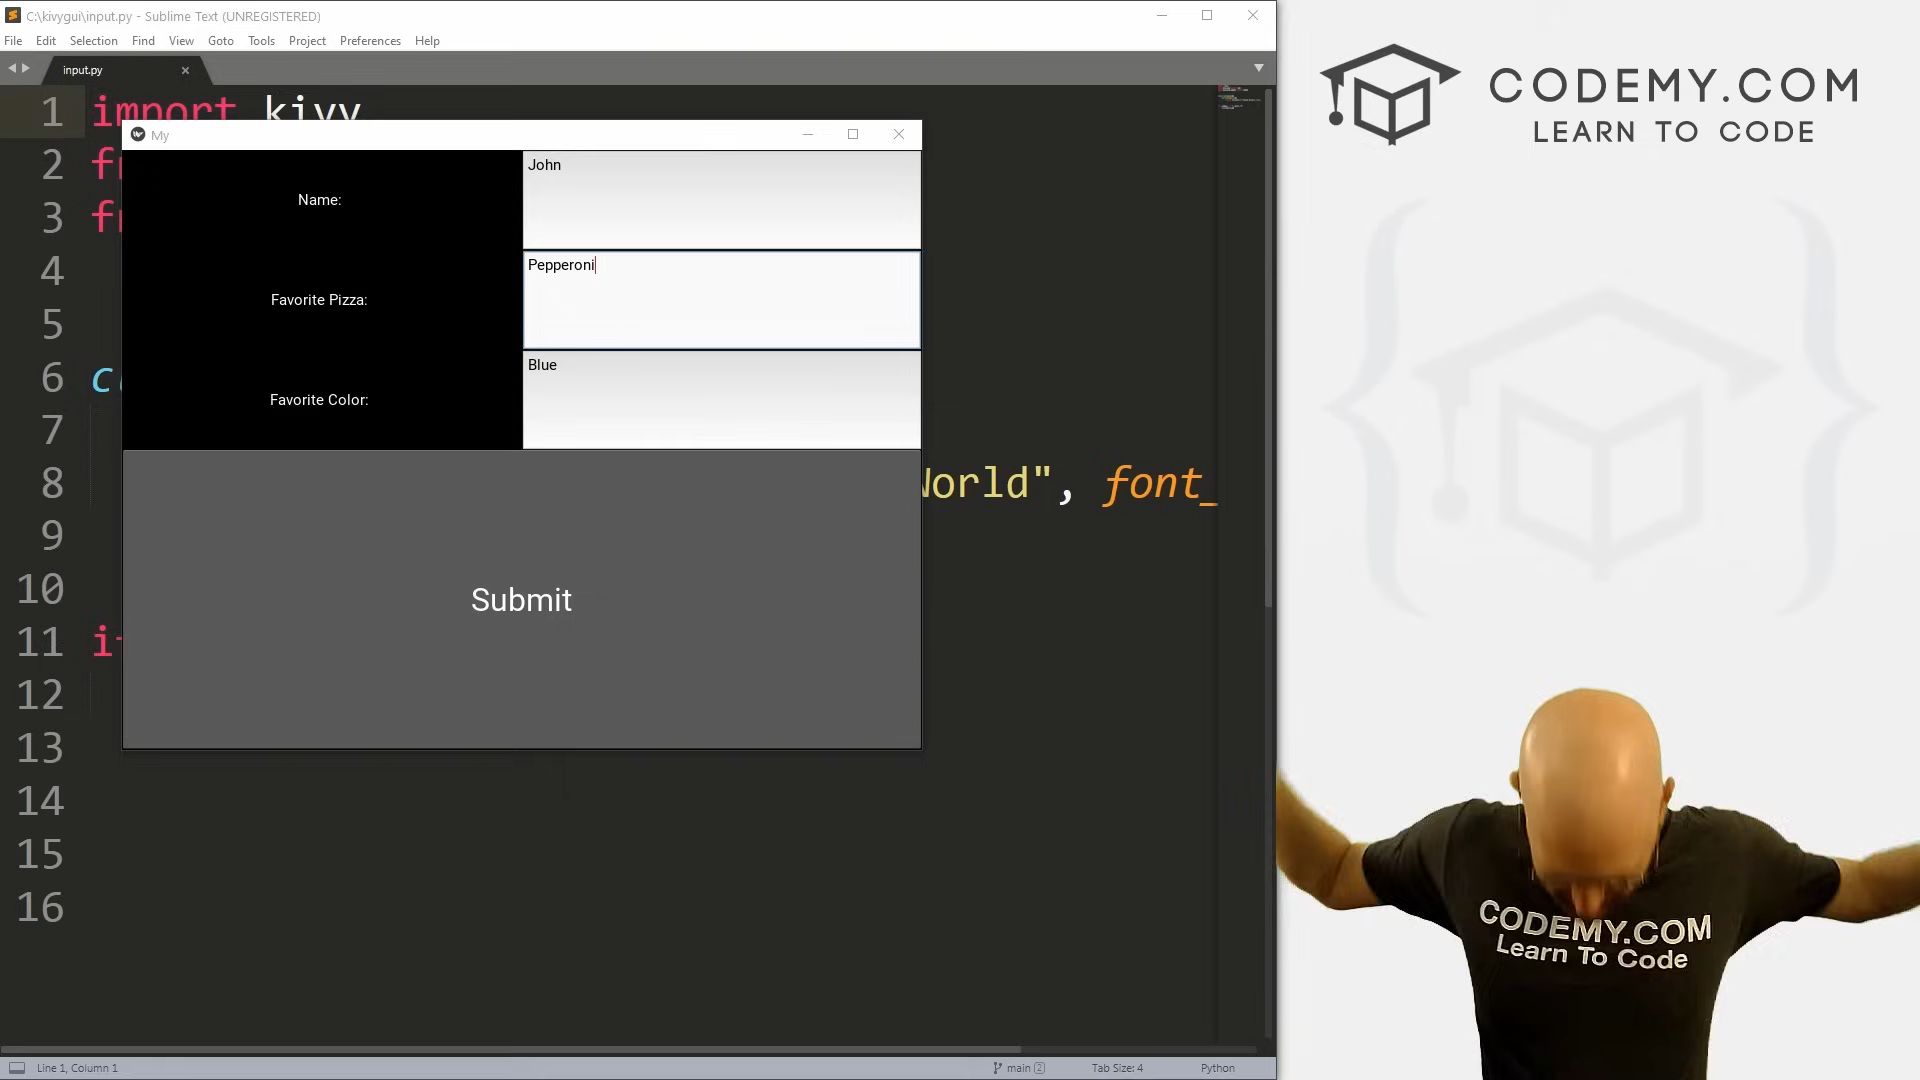 C:\kivygui\input.py - Sublime Text (UNREGISTERED)
File Edit Selection Find View Goto Tools Project Preferences Help
input.py
1 import kivy
My
2
3
4
5
6
7
8 World", font_
9
10
11
12
13
14
15
16
Name:
John
Favorite Pizza:
Pepperoni
Favorite Color:
Blue
Submit
Line 1, Column 1
main 2
Tab Size: 4
Python
CODEMY.COM
LEARN TO CODE
CODEMY.COM
Learn To Code